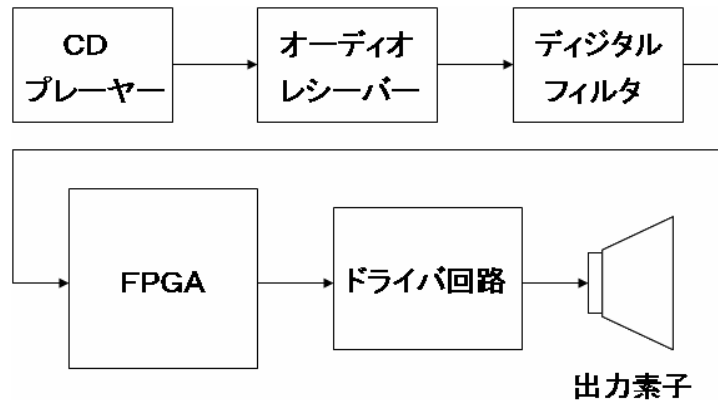 CD
プレーヤー
オーディオ
レシーバー
ディジタル
フィルタ
FPGA
ドライバ回路
出力素子